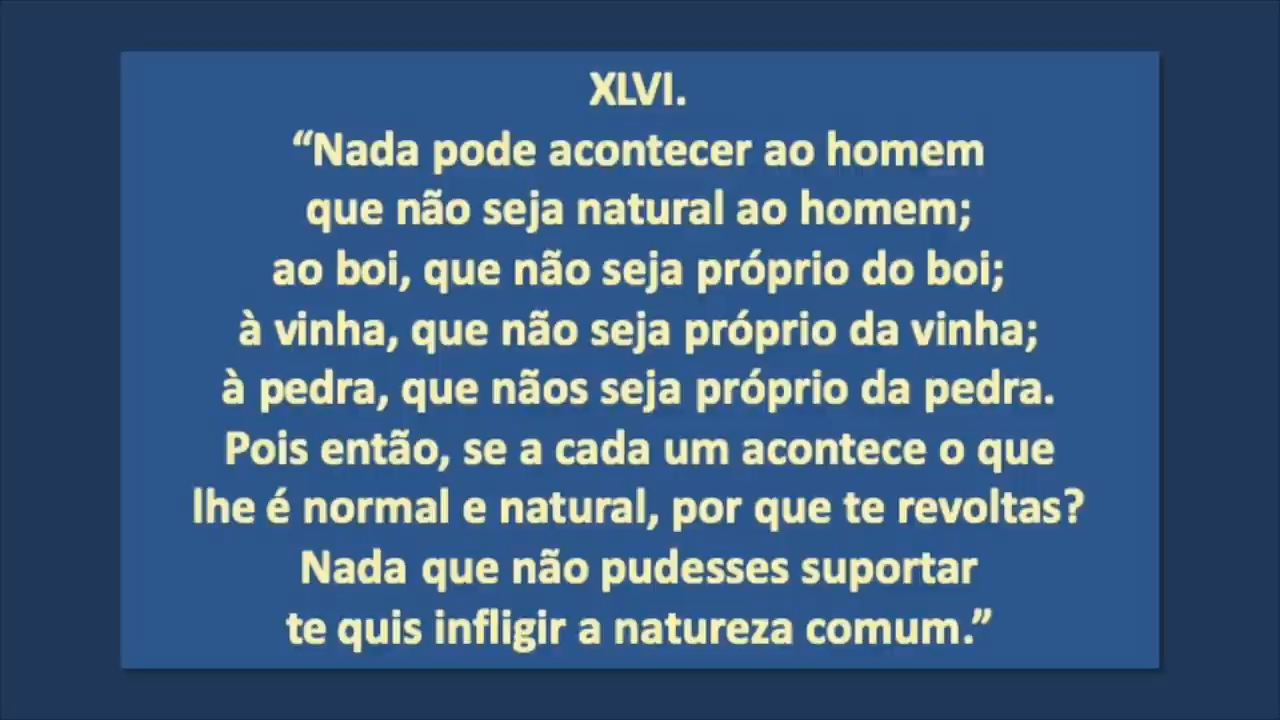 XLVI.
“Nada pode acontecer ao homem
que não seja natural ao homem;
ao boi, que não seja próprio do boi;
à vinha, que não seja próprio da vinha;
à pedra, que nãos seja próprio da pedra.
Pois então, se a cada um acontece o que
lhe é normal e natural, por que te revoltas?
Nada que não pudesses suportar
te quis infligir a natureza comum.”